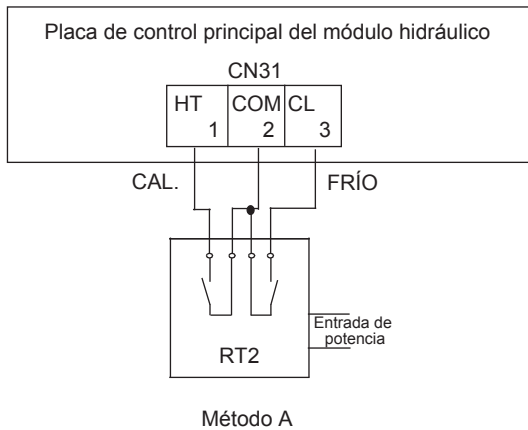 Placa de control principal del módulo hidráulico
CN31
HT COM CL
1 2 3
CAL. FRÍO
Entrada de
potencia
RT2
Método A